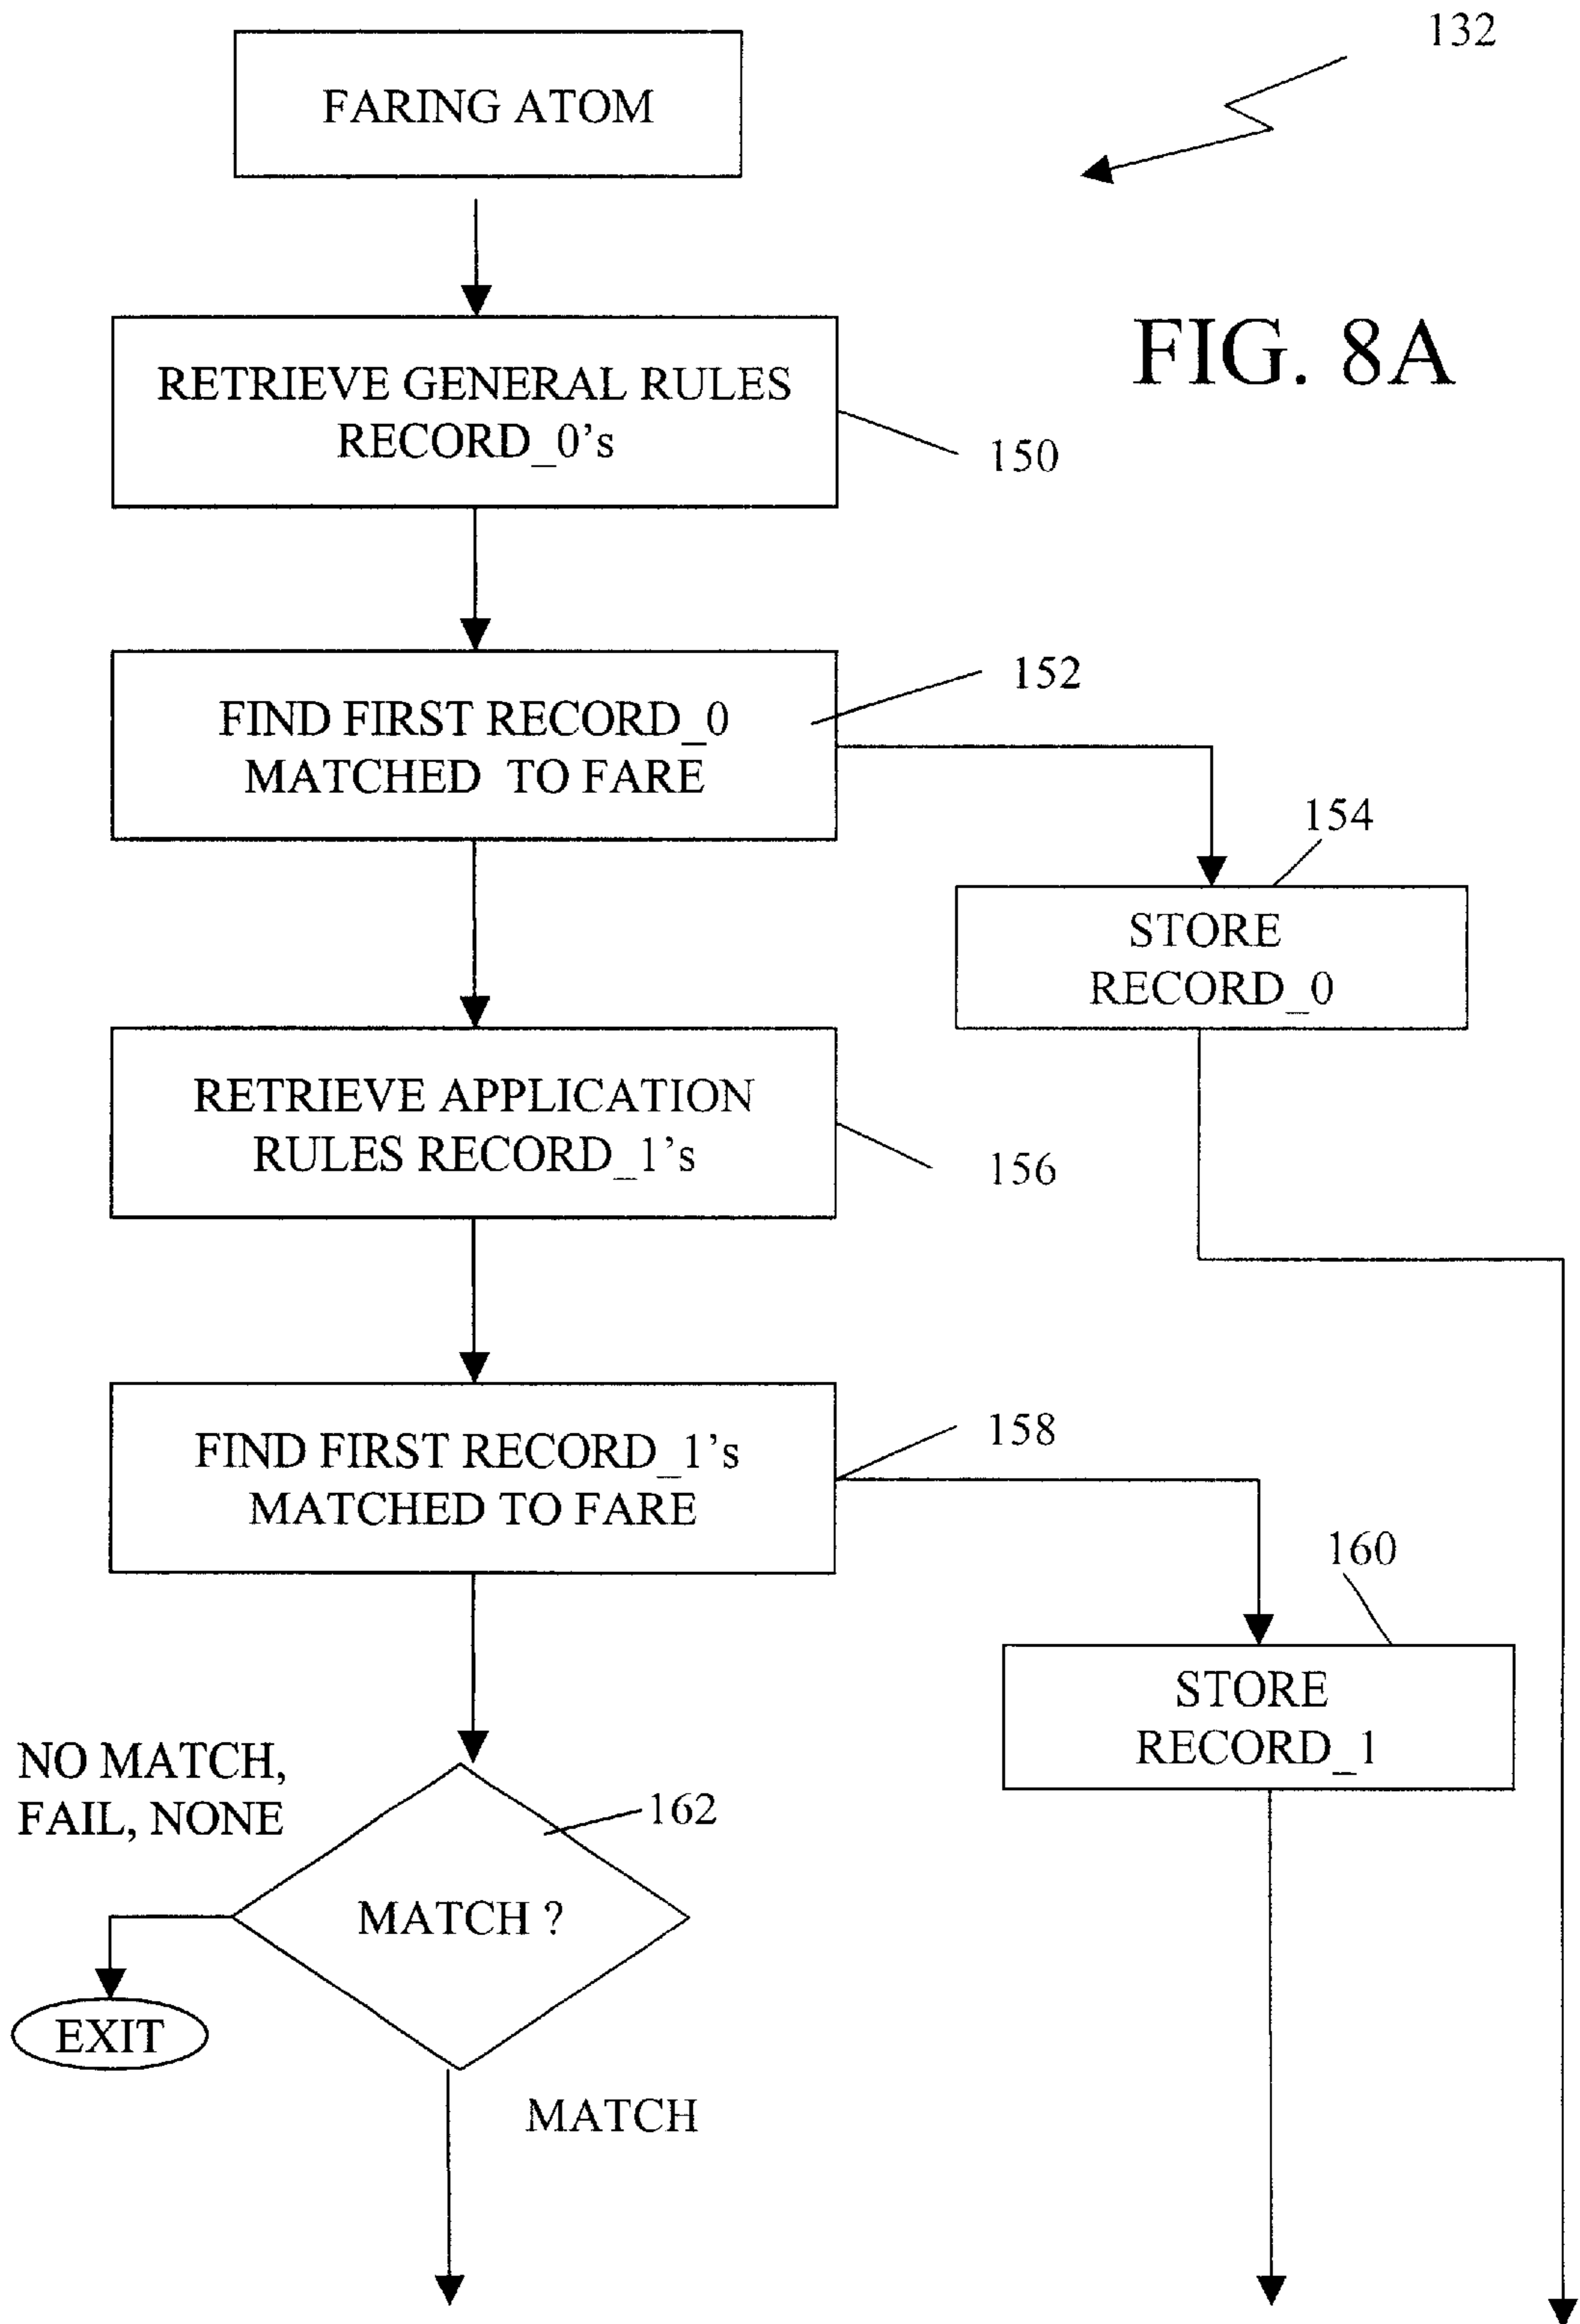 132
FARING ATOM
FIG. 8A
RETRIEVE GENERAL RULES
RECORD_0's
150
152
FIND FIRST RECORD_0
MATCHED TO FARE
154
STORE
RECORD_0
RETRIEVE APPLICATION
RULES RECORD_1's
156
158
FIND FIRST RECORD_1's
MATCHED TO FARE
160
STORE
RECORD_1
NO MATCH,
FAIL, NONE
162
MATCH ?
EXIT
MATCH